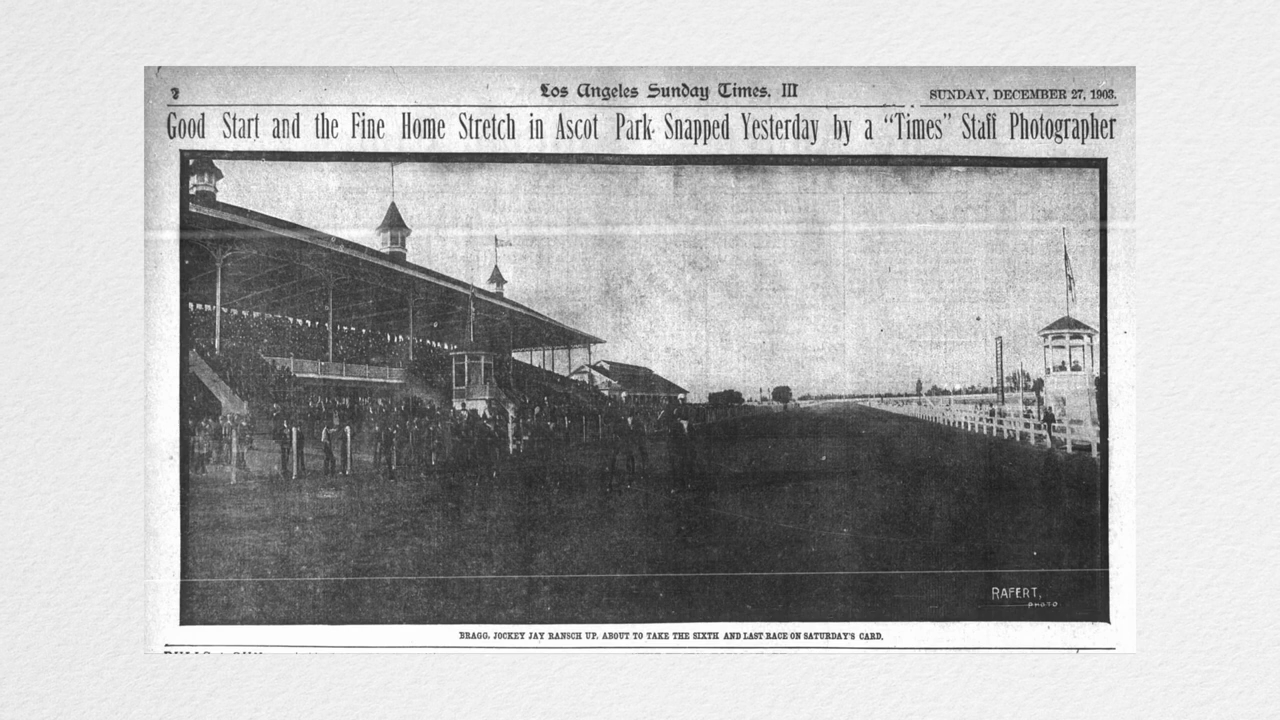 2
Los Angeles Sunday Times. III
SUNDAY, DECEMBER 27, 1903.
Good Start and the Fine Home Stretch in Ascot Park. Snapped Yesterday by a "Times" Staff Photographer
RAFERT,
PHOTO
BRAGG, JOCKEY JAY RANSCH UP, ABOUT TO TAKE THE SIXTH AND LAST RACE ON SATURDAY'S CARD.